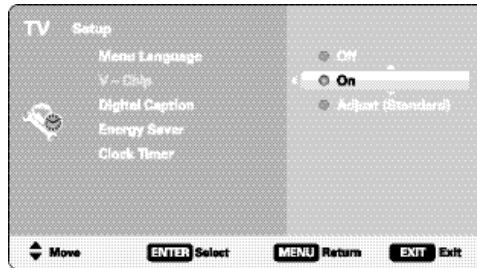 TV Setup
Menu Language
V – Chip
Digital Caption
Energy Saver
Clock Timer
Off
On
Adjust (Standard)
Move ENTER Select MENU Return EXIT Exit